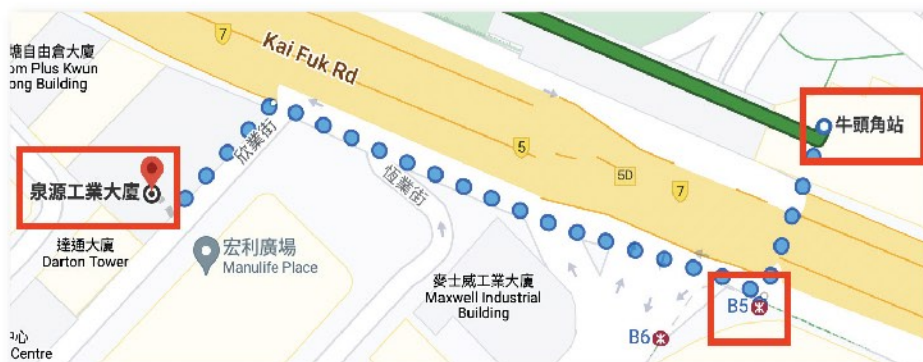 塘自由倉大廈
om Plus Kwun
ong Building
7
Kai Fuk Rd
欣業街
泉源工業大廈
達通大廈
Darton Tower
宏利廣場
Manulife Place
恆業街
5
5D
7
牛頭角站
麥士威工業大廈
Maxwell Industrial
Building
B5
B6
中心
Centre